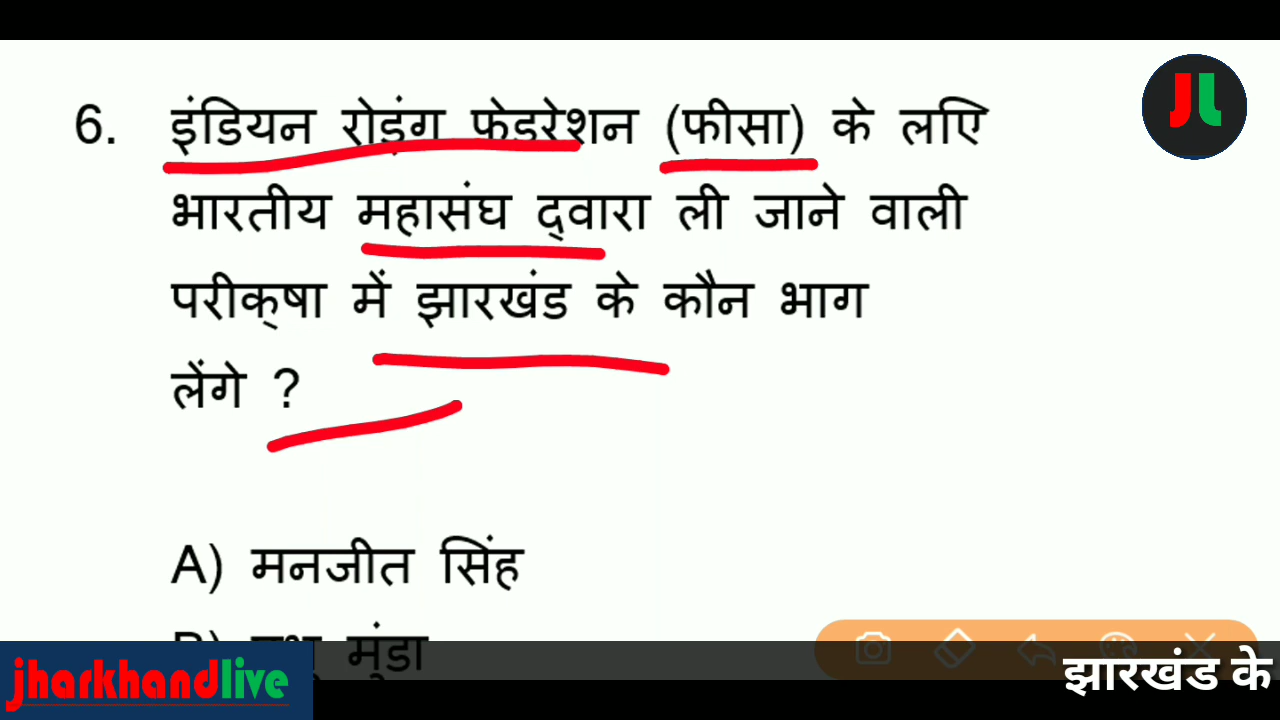 6. इंडियन रोइंग फेडरेशन (फीसा) के लिए
भारतीय महासंघ द्वारा ली जाने वाली
परीक्षा में झारखंड के कौन भाग
लेंगे ?
A) मनजीत सिंह
मुंडा
JL
jharkhandlive
झारखंड के